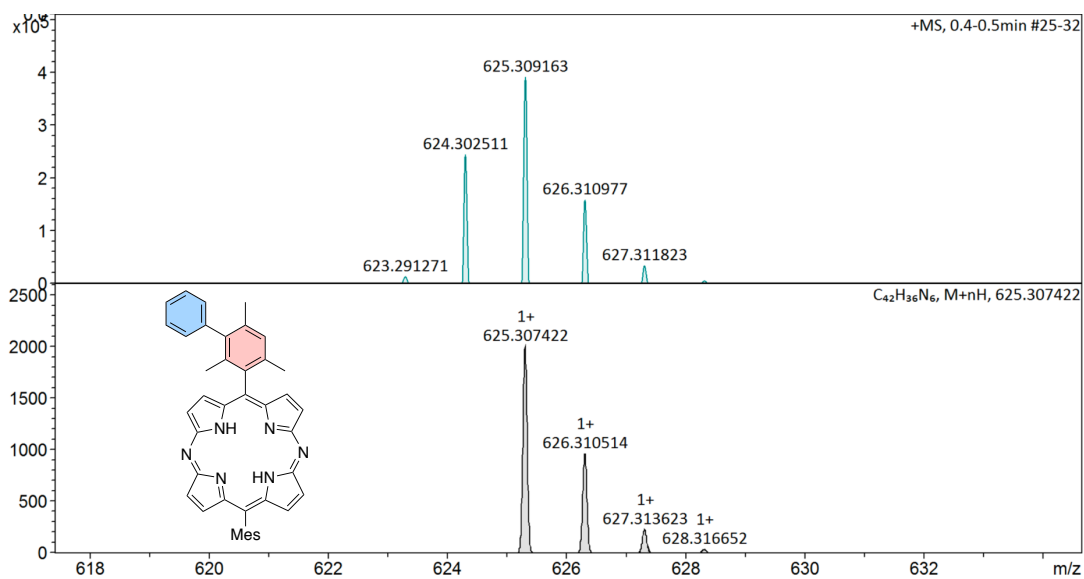 x10⁵
+MS, 0.4-0.5min #25-32
625.309163
4
3
624.302511
2
626.310977
1
627.311823
623.291271
0
2500
C₄₂H₃₆N₆, M+nH, 625.307422
1+
625.307422
2000
1500
1+
626.310514
1000
NH
N
N
N
N
HN
500
1+
627.313623
1+
628.316652
Mes
0
618
620
622
624
626
628
630
632
m/z